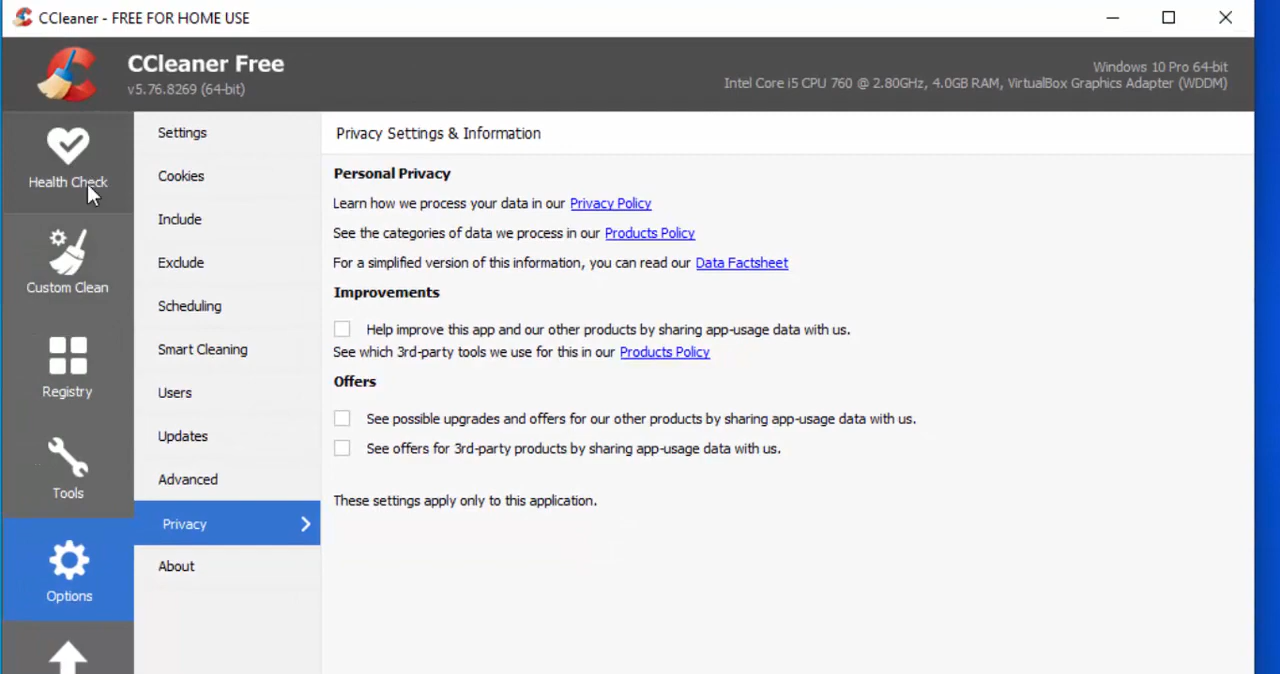 CCleaner - FREE FOR HOME USE
CCleaner Free
v5.76.8269 (64-bit)
Windows 10 Pro 64-bit
Intel Core i5 CPU 760 @ 2.80GHz, 4.0GB RAM, VirtualBox Graphics Adapter (WDDM)
Health Check
Custom Clean
Registry
Tools
Options
Settings
Cookies
Include
Exclude
Scheduling
Smart Cleaning
Users
Updates
Advanced
Privacy
About
Privacy Settings & Information
Personal Privacy
Learn how we process your data in our Privacy Policy
See the categories of data we process in our Products Policy
For a simplified version of this information, you can read our Data Factsheet
Improvements
Help improve this app and our other products by sharing app-usage data with us.
See which 3rd-party tools we use for this in our Products Policy
Offers
See possible upgrades and offers for our other products by sharing app-usage data with us.
See offers for 3rd-party products by sharing app-usage data with us.
These settings apply only to this application.